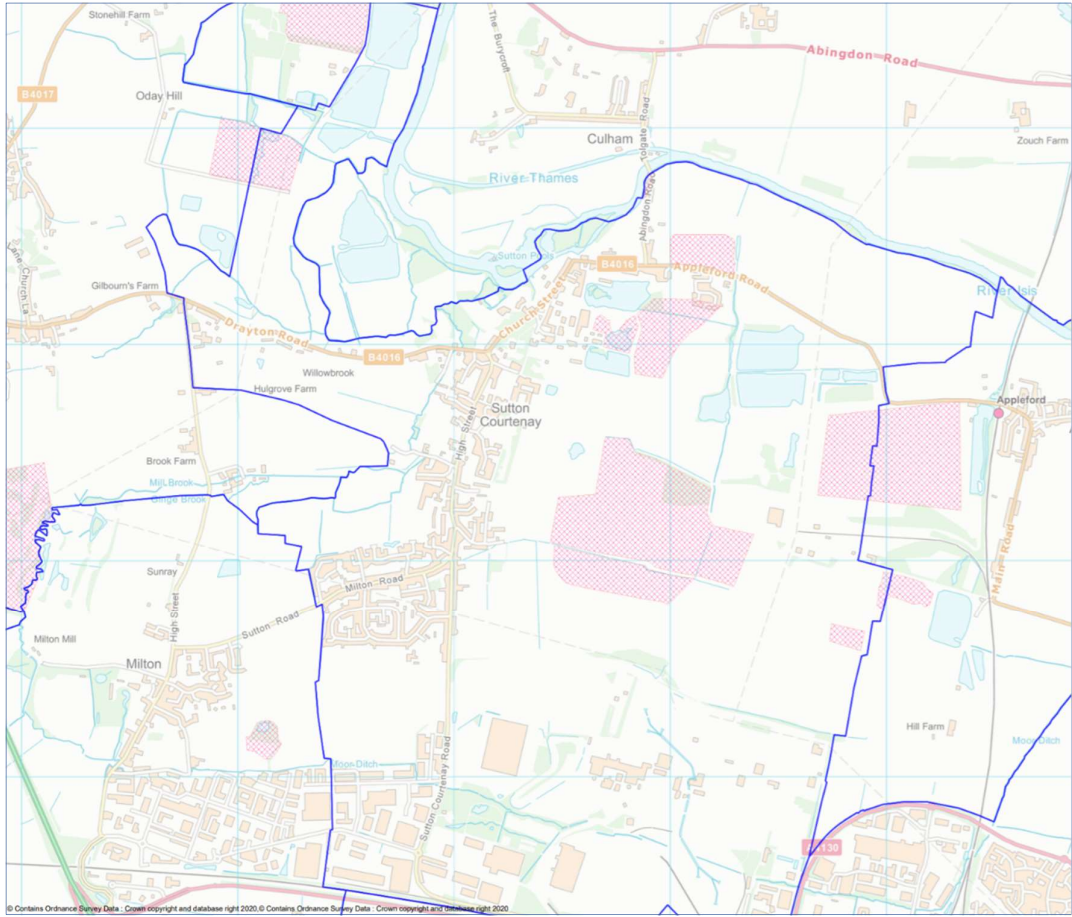 Stonehill Farm
The Burycroft
Abingdon Road
B4017
Oday Hill
Culham
Tolgate Road
Zouch Farm
River Thames
Abingdon Road
Lane
Church La
Sutton Pools
B4016
Appleford Road
Gilbourn's Farm
River Isis
Church Street
Drayton Road
B4016
Willowbrook
Hulgrove Farm
Appleford
Sutton
Courtenay
High Street
Brook Farm
Mill Brook
Ginge Brook
Main Road
Sunray
Milton Road
High Street
Sutton Road
Milton Mill
Milton
Hill Farm
Moor Ditch
Moor Ditch
Sutton Courtenay Road
A4130
© Contains Ordnance Survey Data : Crown copyright and database right 2020,© Contains Ordnance Survey Data : Crown copyright and database right 2020